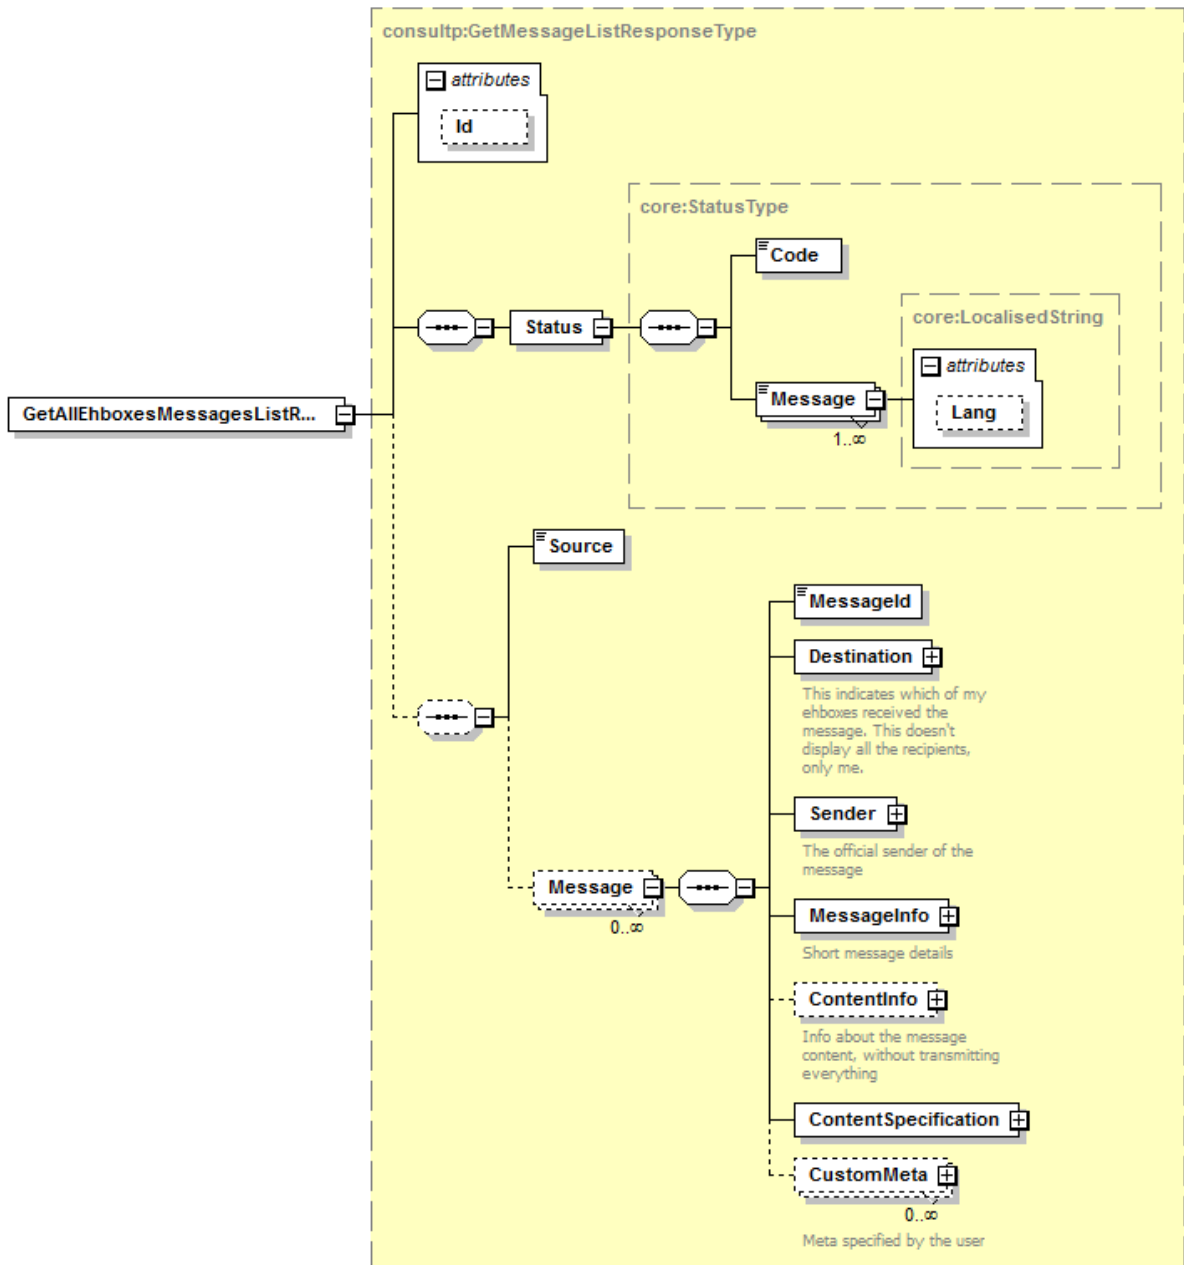 consultp:GetMessageListResponseType
attributes
Id
core:StatusType
Code
core:LocalisedString
Status
attributes
Message
Lang
1..∞
GetAllEhboxesMessagesListR...
Source
MessageId
Destination
This indicates which of my
ehboxes received the
message. This doesn't
display all the recipients,
only me.
Sender
The official sender of the
message
Message
0..∞
MessageInfo
Short message details
ContentInfo
Info about the message
content, without transmitting
everything
ContentSpecification
CustomMeta
0..∞
Meta specified by the user